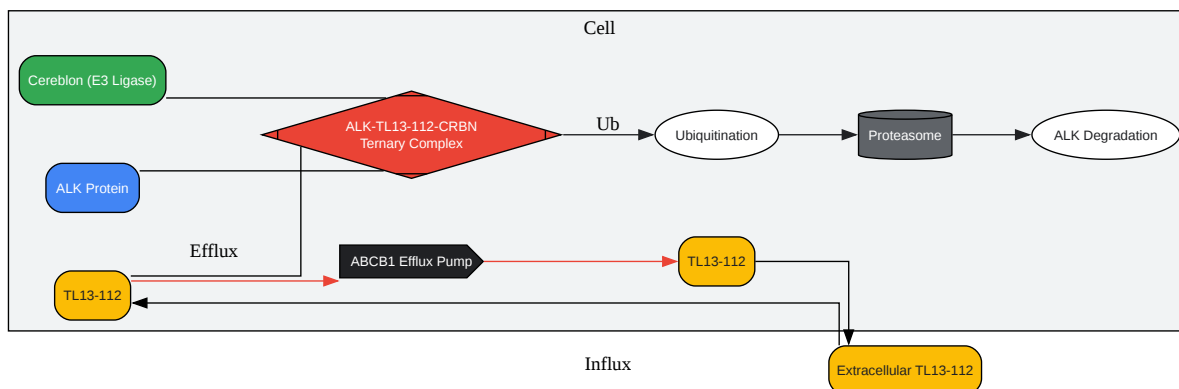 Cell
Cereblon (E3 Ligase)
ALK-TL13-112-CRBN
Ternary Complex
Ub
Ubiquitination
Proteasome
ALK Degradation
ALK Protein
Efflux
ABCB1 Efflux Pump
TL13-112
TL13-112
Influx
Extracellular TL13-112